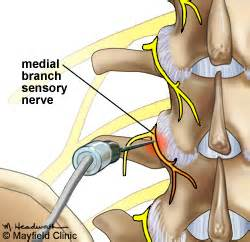 medial
branch
sensory
nerve
© Mayfield Clinic